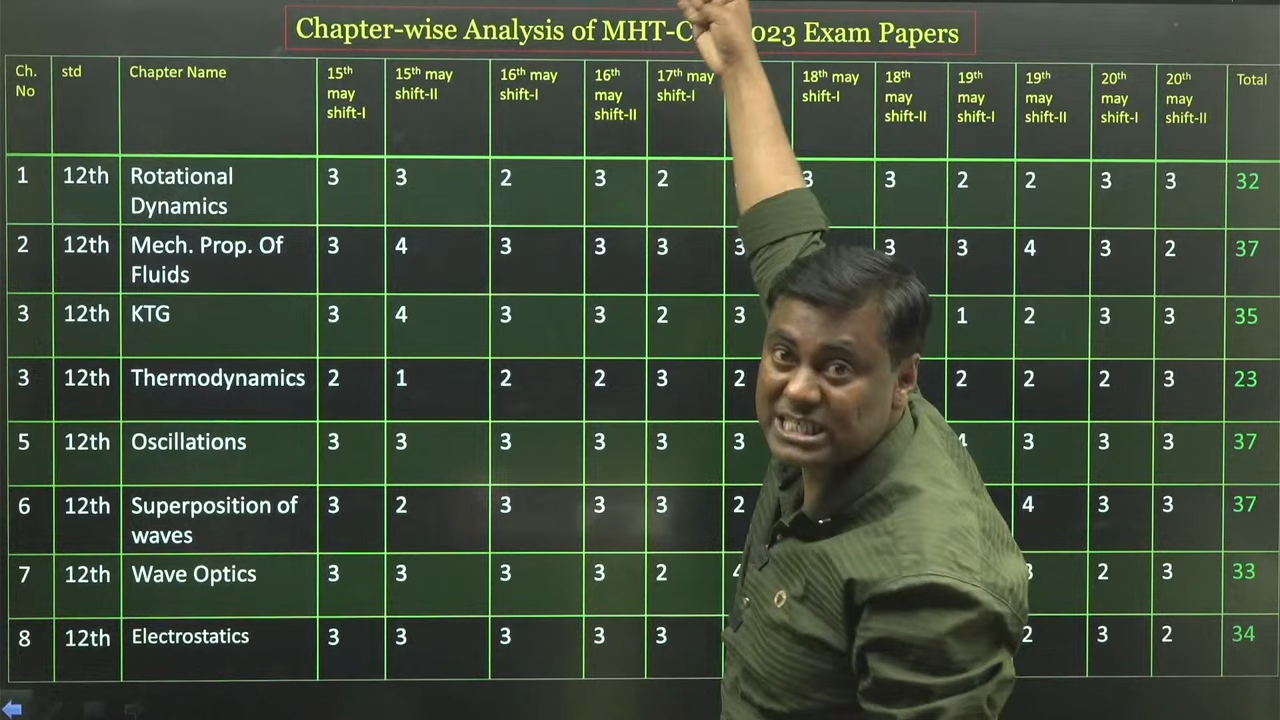 Chapter-wise Analysis of MHT-C 023 Exam Papers
Ch. No std Chapter Name 15th may shift-I 15th may shift-II 16th may shift-I 16th may shift-II 17th may shift-I 18th may shift-I 18th may shift-II 19th may shift-I 19th may shift-II 20th may shift-I 20th may shift-II Total
1 12th Rotational Dynamics 3 3 2 3 2 3 3 2 2 3 3 32
2 12th Mech. Prop. Of Fluids 3 4 3 3 3 3 3 3 4 3 2 37
3 12th KTG 3 4 3 3 2 3 1 2 3 3 35
3 12th Thermodynamics 2 1 2 2 3 2 2 2 2 3 23
5 12th Oscillations 3 3 3 3 3 3 4 3 3 3 37
6 12th Superposition of waves 3 2 3 3 3 2 4 3 3 37
7 12th Wave Optics 3 3 3 3 2 4 3 2 3 33
8 12th Electrostatics 3 3 3 3 3 2 3 2 34